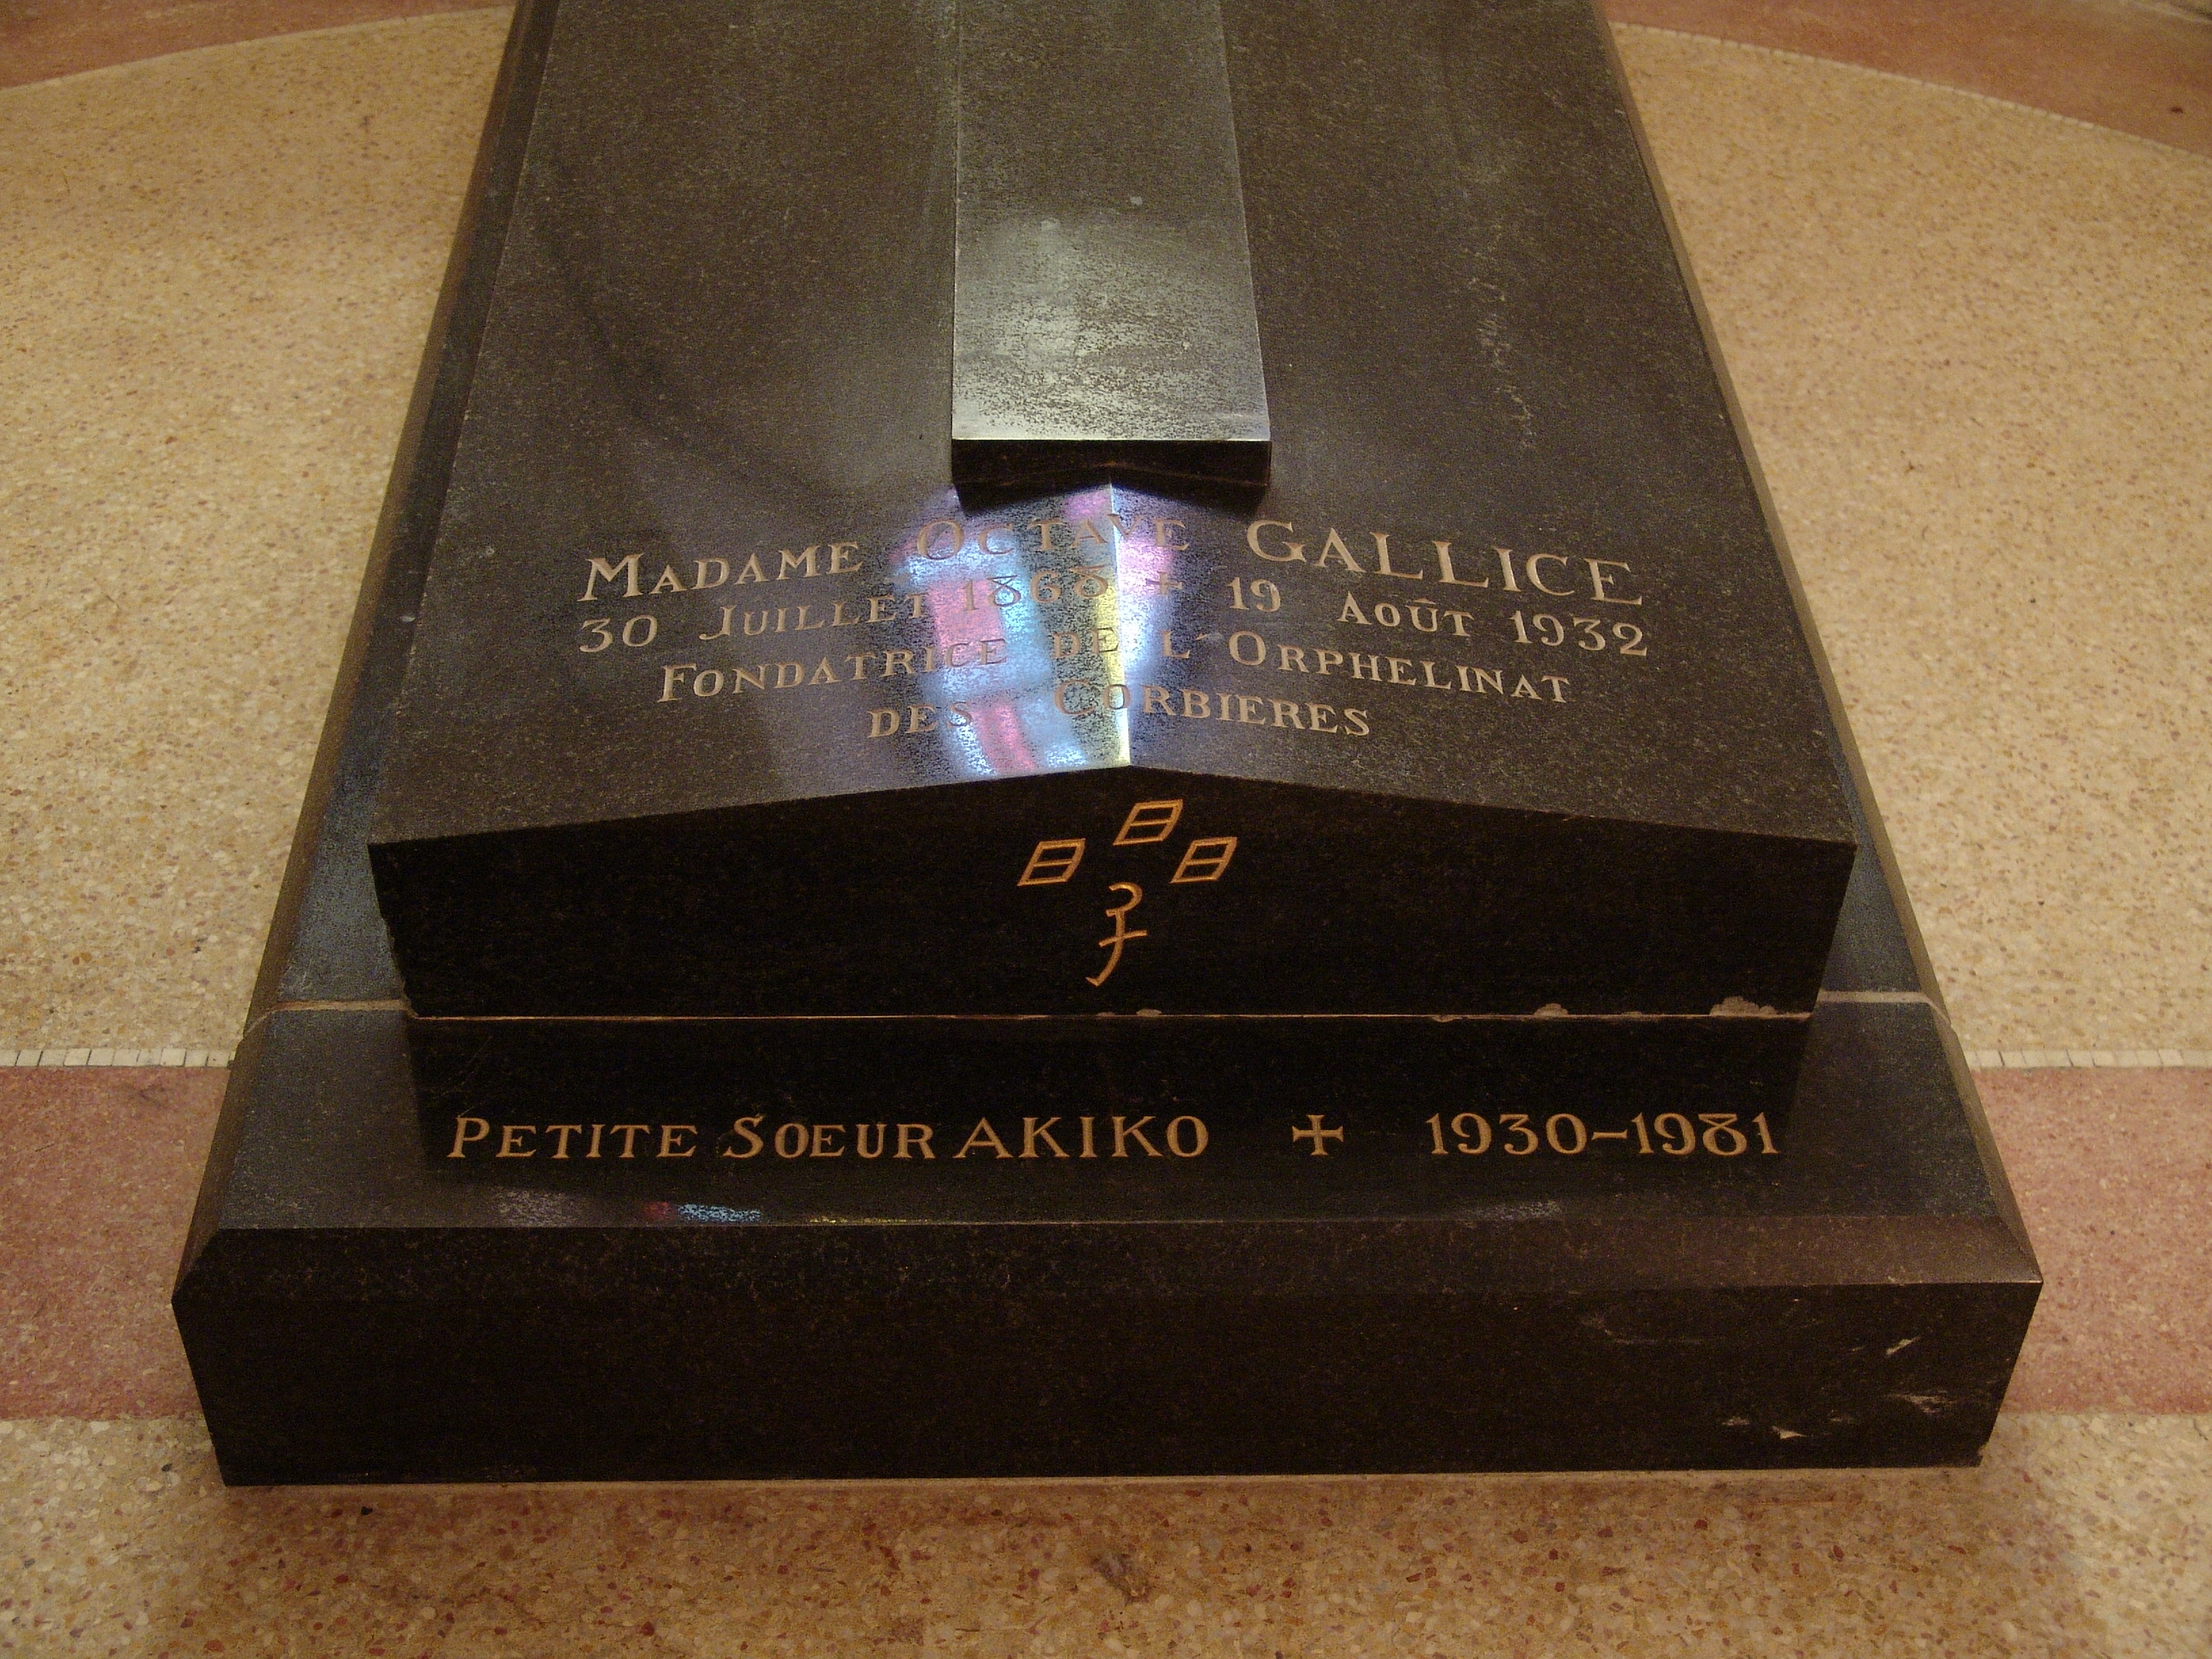 MADAME OCTAVE GALLICE
30 JUILLET 1868 + 19 AOÛT 1932
FONDATRICE DE L'ORPHELINAT
DES CORBIERES
晶
子
PETITE SOEUR AKIKO + 1930-1981